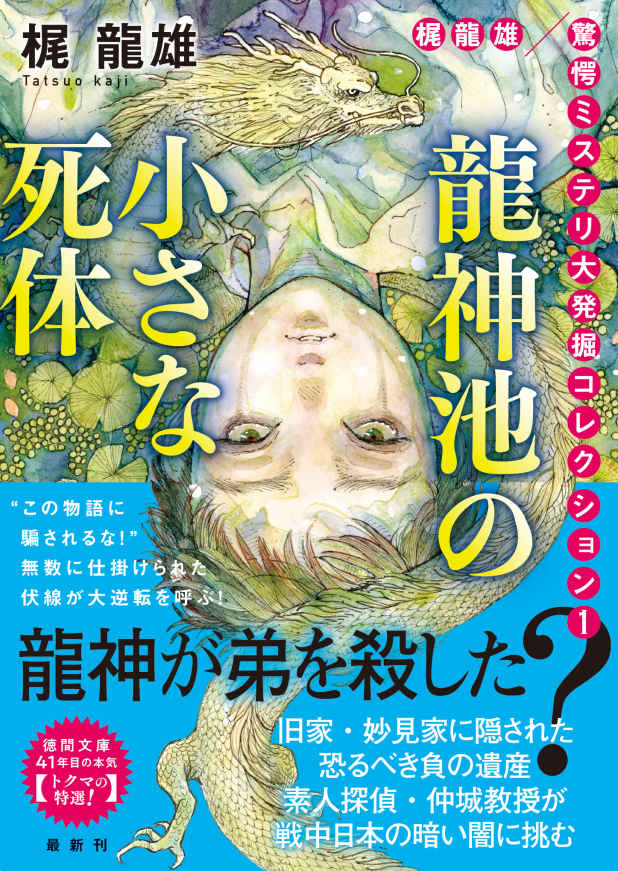 梶 龍雄
Tatsuo kaji
梶龍雄／驚愕ミステリ大発掘コレクション1
龍神池の
小さな
死体
“この物語に
騙されるな!”
無数に仕掛けられた
伏線が大逆転を呼ぶ!
龍神が弟を殺した?
旧家・妙見家に隠された
恐るべき負の遺産
素人探偵・仲城教授が
戦中日本の暗い闇に挑む
徳間文庫
41年目の本気
【トクマの
特選!】
最新刊